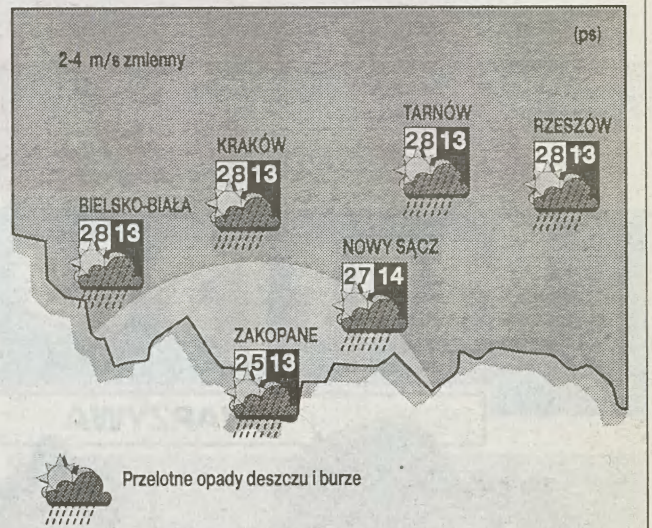 (ps)
2-4 m/s zmienny
TARNÓW
28 13
RZESZÓW
28 13
KRAKÓW
28 13
BIELSKO-BIAŁA
28 13
NOWY SĄCZ
27 14
ZAKOPANE
25 13
Przelotne opady deszczu i burze